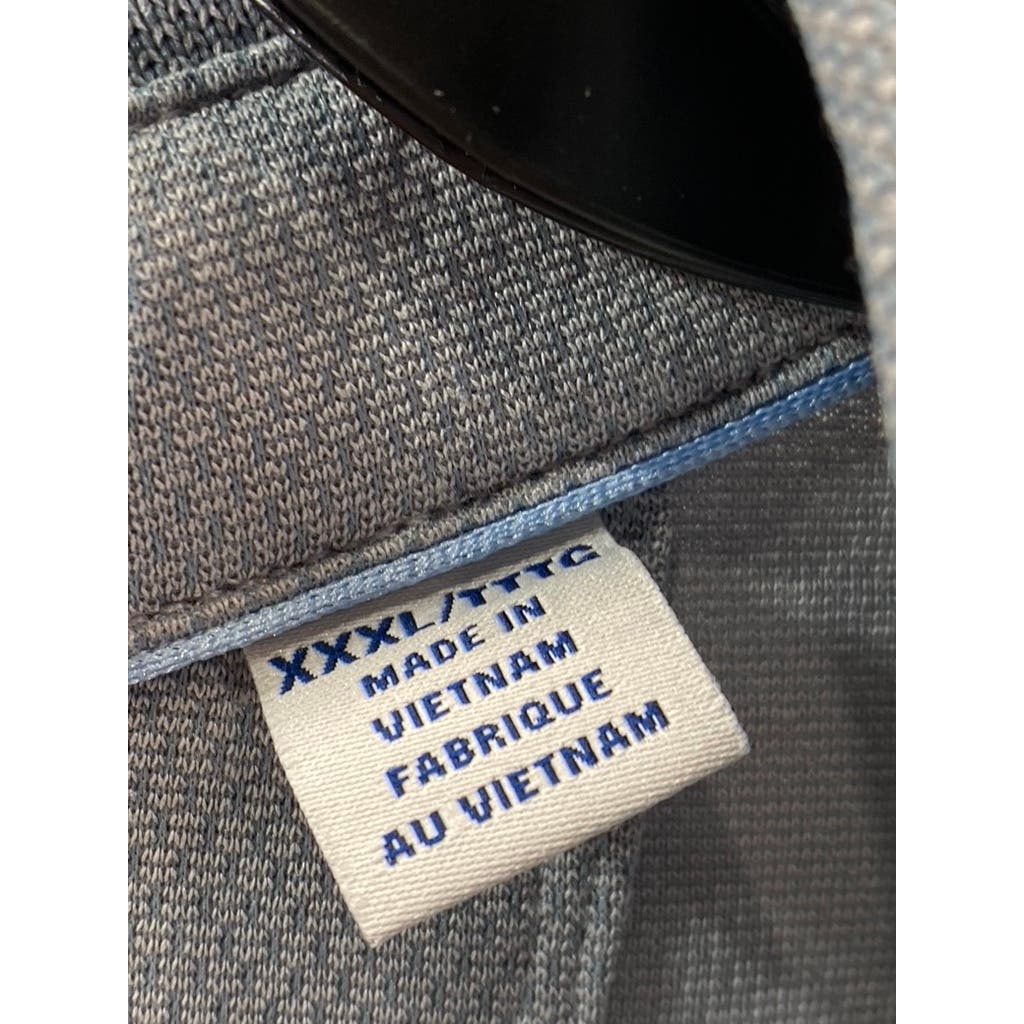 XXXL/TTTG
MADE IN
VIETNAM
FABRIQUE
AU VIETNAM